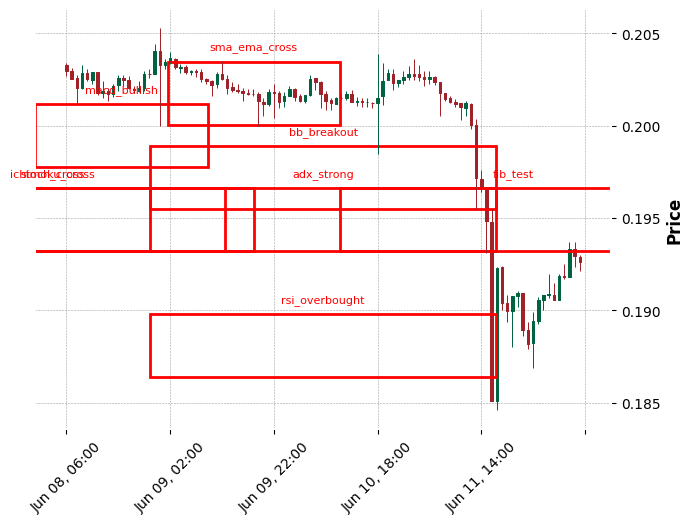 sma_ema_cross
0.205
macd_bullish
0.200
bb_breakout
stoch_cross
adx_strong
fib_test
0.195
Price
0.190
rsi_overbought
0.185
Jun 08, 06:00
Jun 09, 02:00
Jun 09, 22:00
Jun 10, 18:00
Jun 11, 14:00